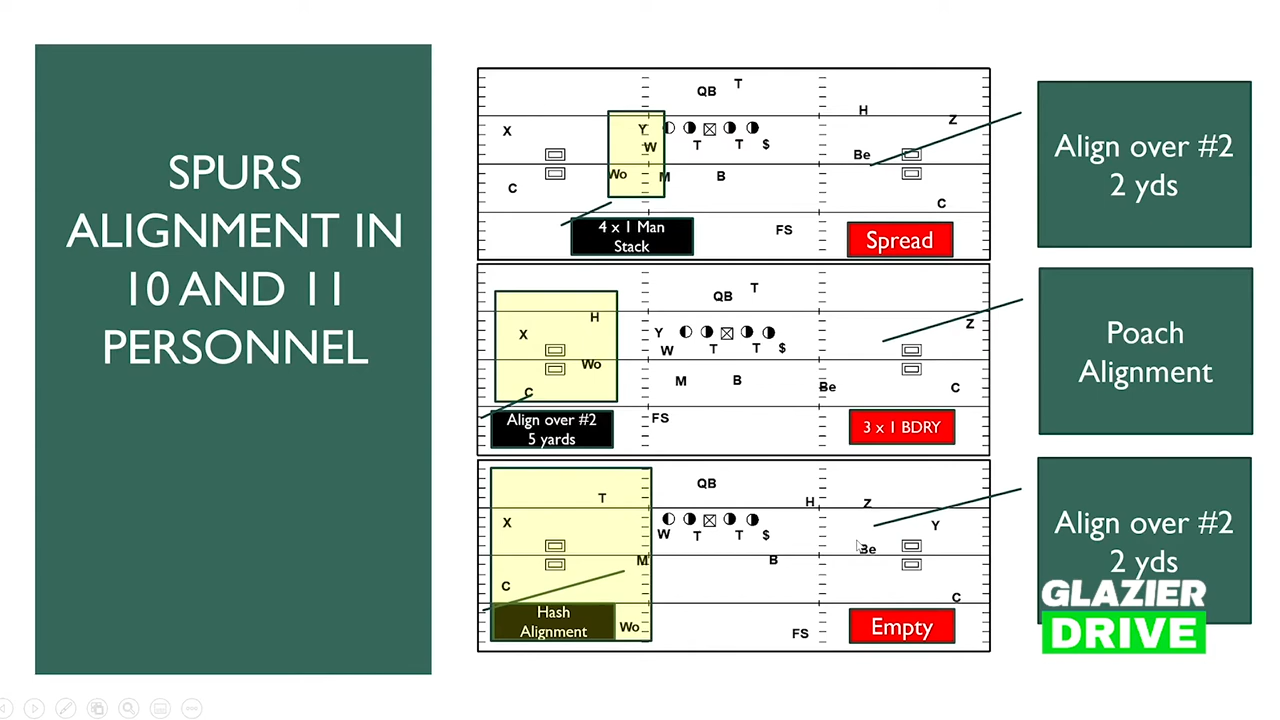 SPURS
ALIGNMENT IN
10 AND 11
PERSONNEL
QB T
H
X Y Z
W T T $
Be
Wo M B
C C
4 x 1 Man
Stack
FS
Spread
Align over #2
2 yds
QB T
H Z
X Y
W T T $
Wo
M B Be C
C
Align over #2
5 yards
FS
3 x 1 BDRY
Poach
Alignment
QB
T H Z
X Y
W T T $
Be
M B
C C
Hash
Alignment
Wo FS
Empty
Align over #2
2 yds
GLAZIER
DRIVE